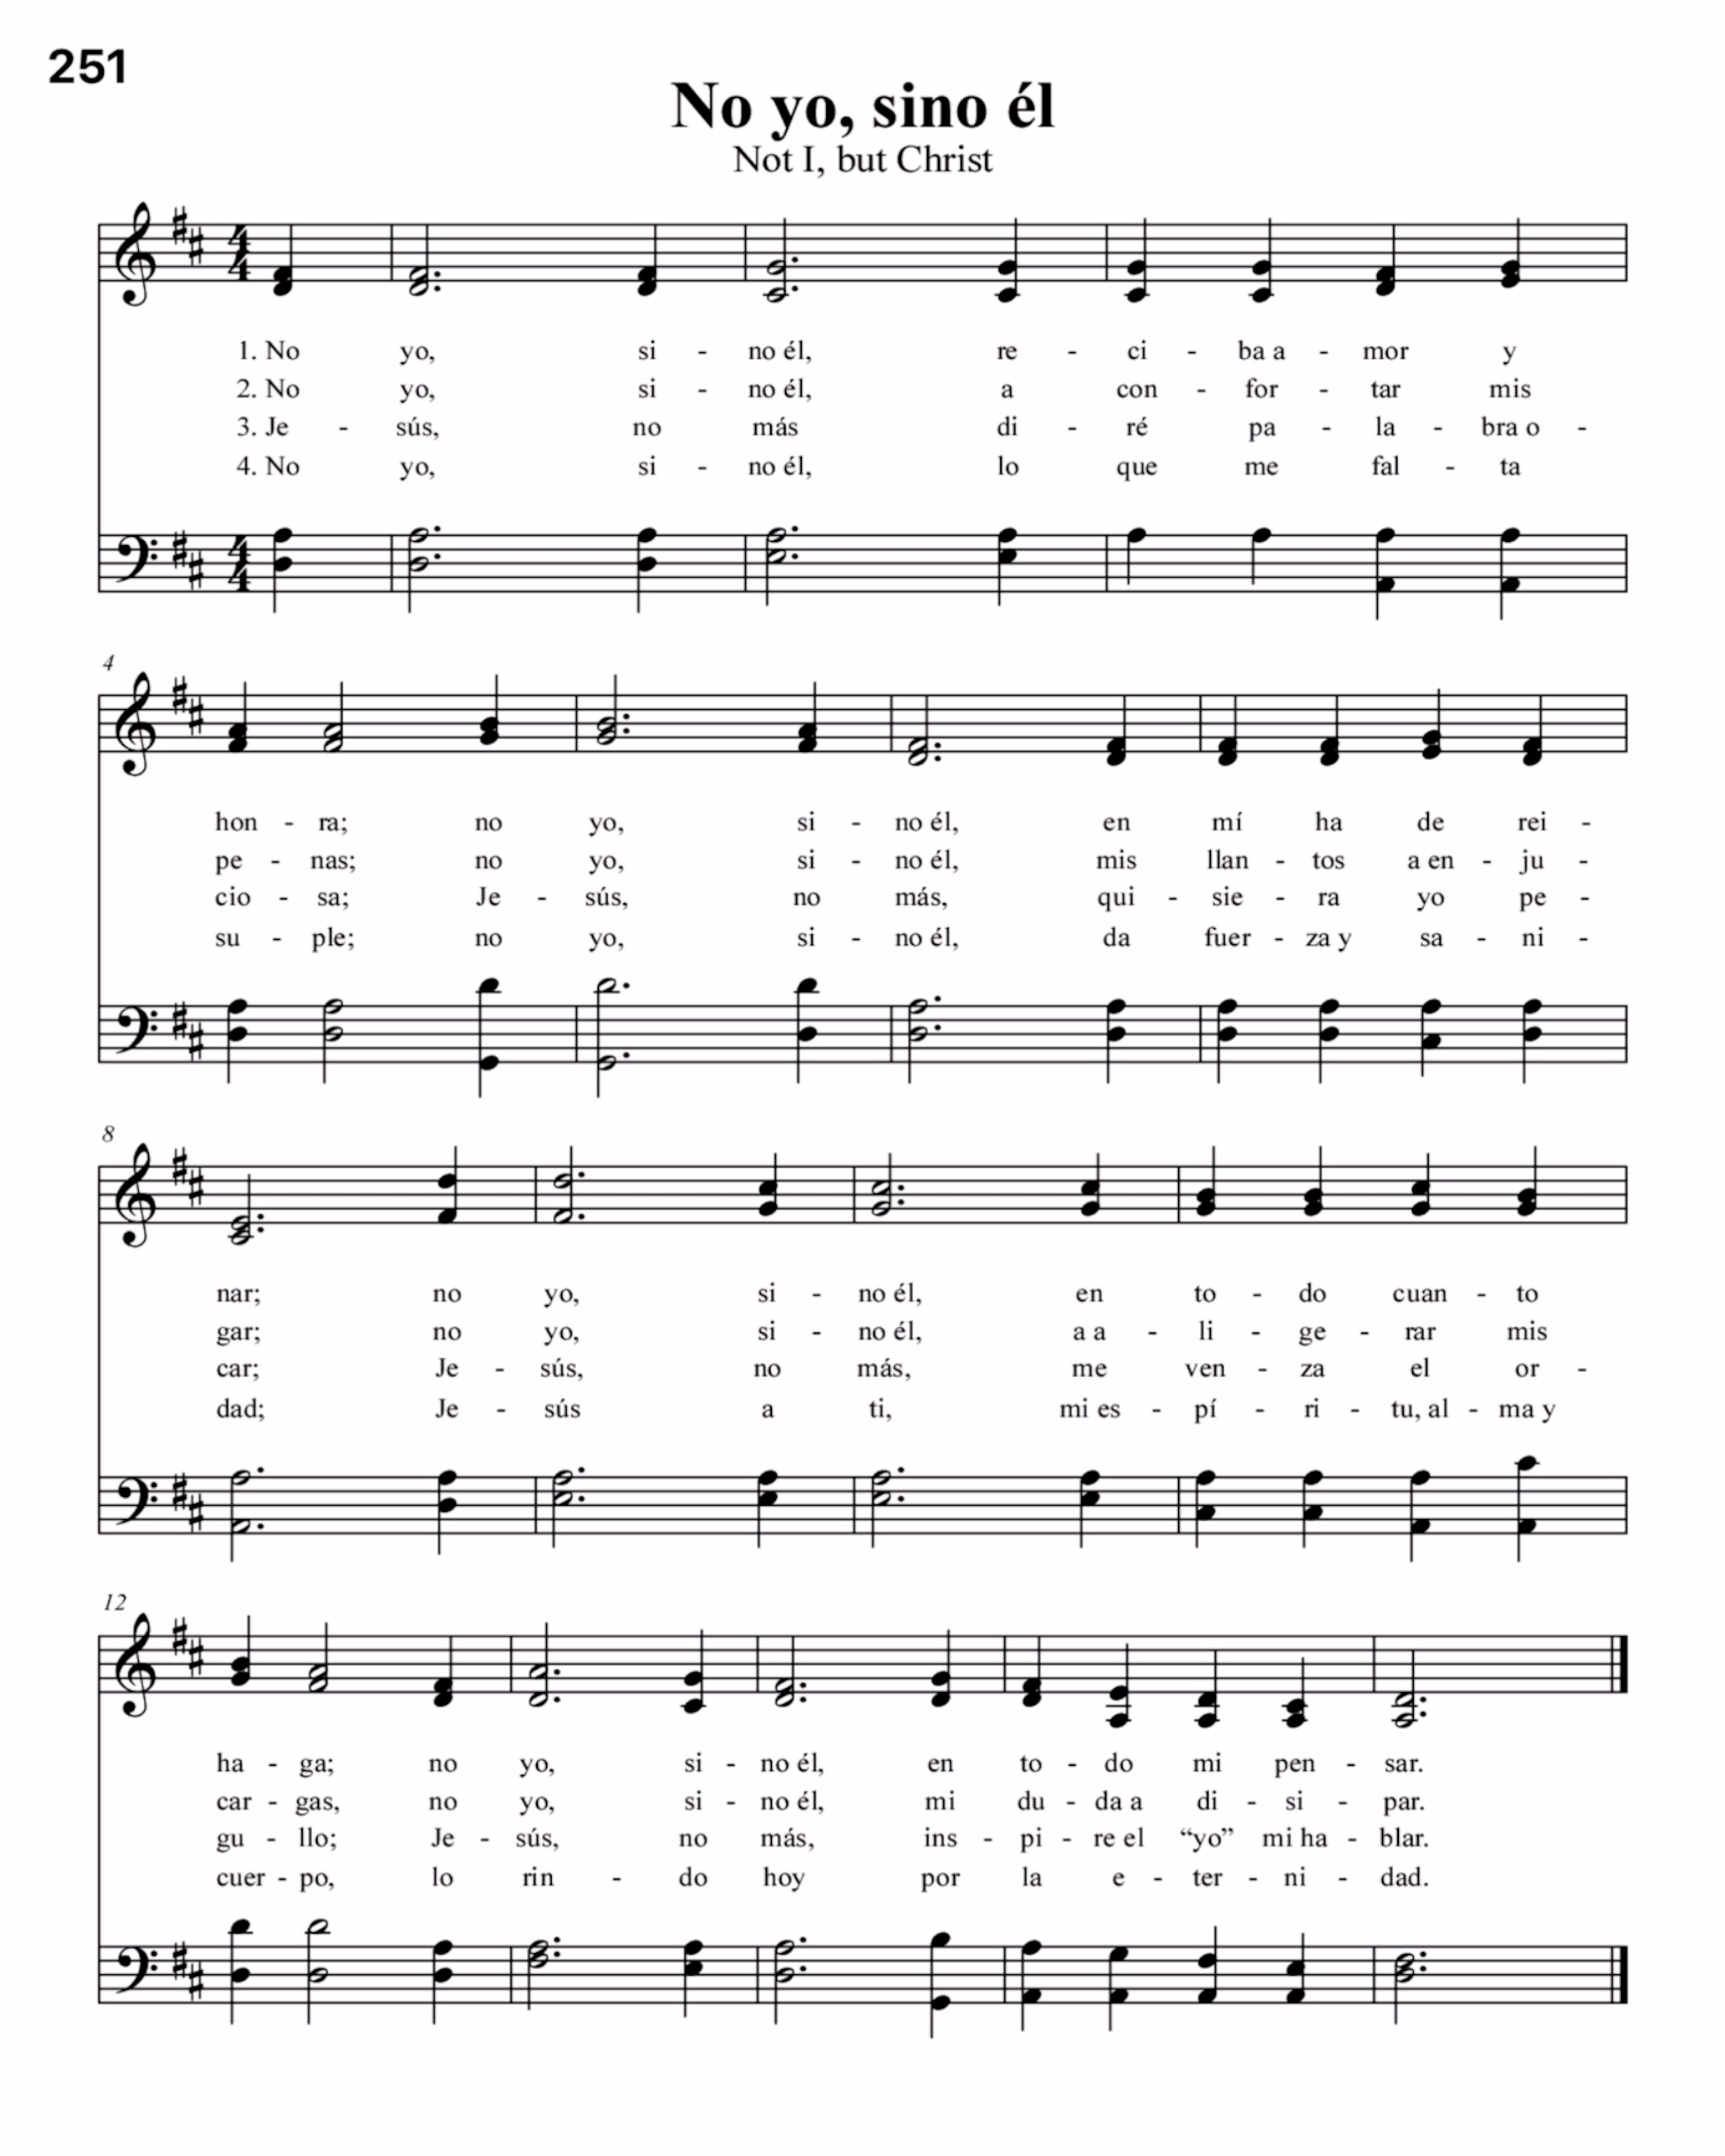 251
No yo, sino él
Not I, but Christ
1. No yo, si - no él, re - ci - ba a - mor y
2. No yo, si - no él, a con - for - tar mis
3. Je - sús, no más di - ré pa - la - bra o -
4. No yo, si - no él, lo que me fal - ta
4
hon - ra; no yo, si - no él, en mí ha de rei -
pe - nas; no yo, si - no él, mis llan - tos a en - ju -
cio - sa; Je - sús, no más, qui - sie - ra yo pe -
su - ple; no yo, si - no él, da fuer - za y sa - ni -
8
nar; no yo, si - no él, en to - do cuan - to
gar; no yo, si - no él, a a - li - ge - rar mis
car; Je - sús, no más, me ven - za el or -
dad; Je - sús a ti, mi es - pí - ri - tu, al - ma y
12
ha - ga; no yo, si - no él, en to - do mi pen - sar.
car - gas, no yo, si - no él, mi du - da a di - si - par.
gu - llo; Je - sús, no más, ins - pi - re el “yo” mi ha - blar.
cuer - po, lo rin - do hoy por la e - ter - ni - dad.